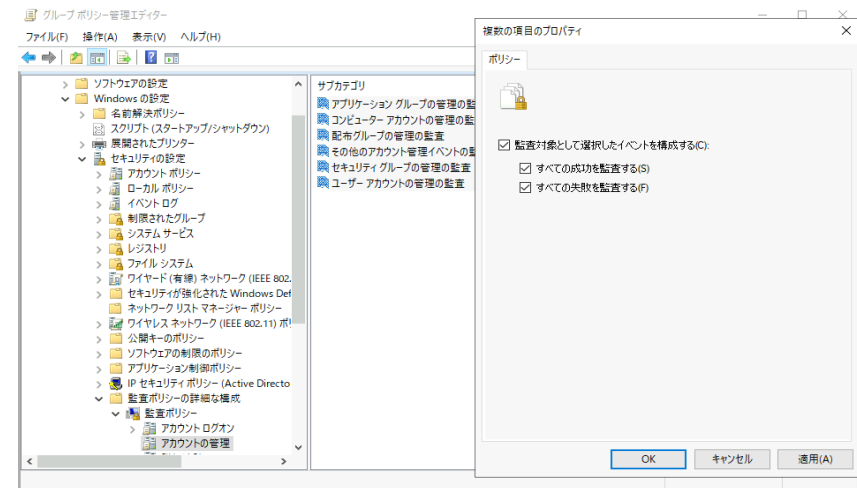 グループ ポリシー管理エディター
ファイル(F) 操作(A) 表示(V) ヘルプ(H)
ソフトウェアの設定
Windows の設定
名前解決ポリシー
スクリプト (スタートアップ/シャットダウン)
展開されたプリンター
セキュリティの設定
アカウント ポリシー
ローカル ポリシー
イベント ログ
制限されたグループ
システム サービス
レジストリ
ファイル システム
ワイヤード (有線) ネットワーク (IEEE 802.
セキュリティが強化された Windows Def
ネットワーク リスト マネージャー ポリシー
ワイヤレス ネットワーク (IEEE 802.11) ポ
公開キーのポリシー
ソフトウェアの制限のポリシー
アプリケーション制御ポリシー
IP セキュリティ ポリシー (Active Directo
監査ポリシーの詳細な構成
監査ポリシー
アカウント ログオン
アカウントの管理
サブカテゴリ
アプリケーション グループの管理の監
コンピューター アカウントの管理の監
配布グループの管理の監査
その他のアカウント管理イベントの監
セキュリティ グループの管理の監査
ユーザー アカウントの管理の監査
複数の項目のプロパティ
ポリシー
監査対象として選択したイベントを構成する(C):
すべての成功を監査する(S)
すべての失敗を監査する(F)
OK キャンセル 適用(A)